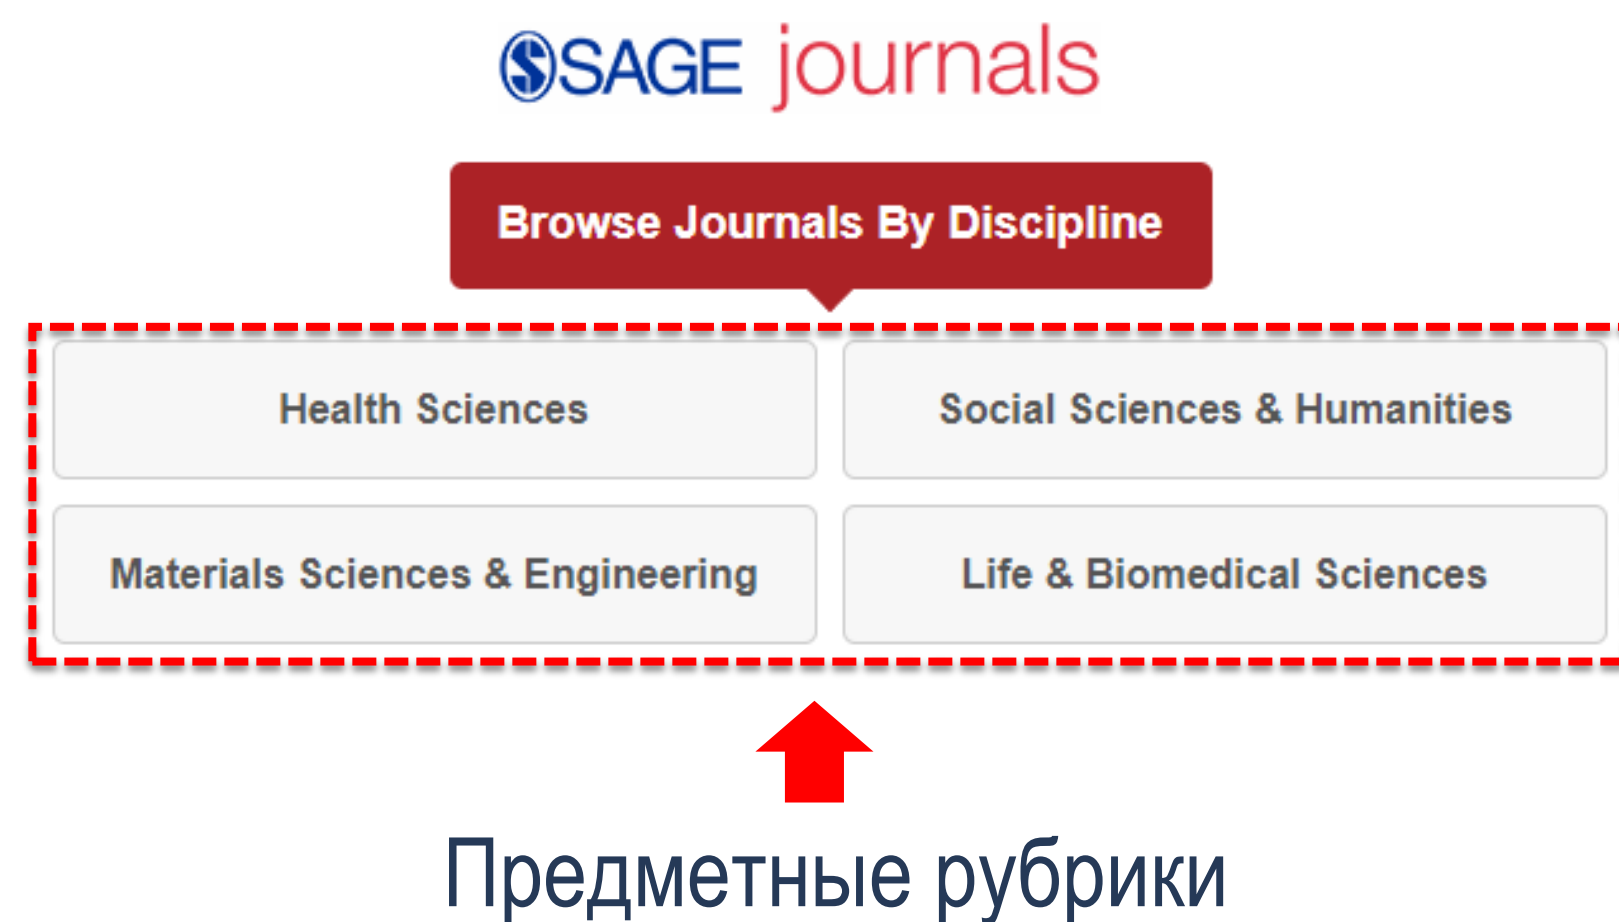 SAGE journals
Browse Journals By Discipline
Health Sciences
Social Sciences & Humanities
Materials Sciences & Engineering
Life & Biomedical Sciences
Предметные рубрики